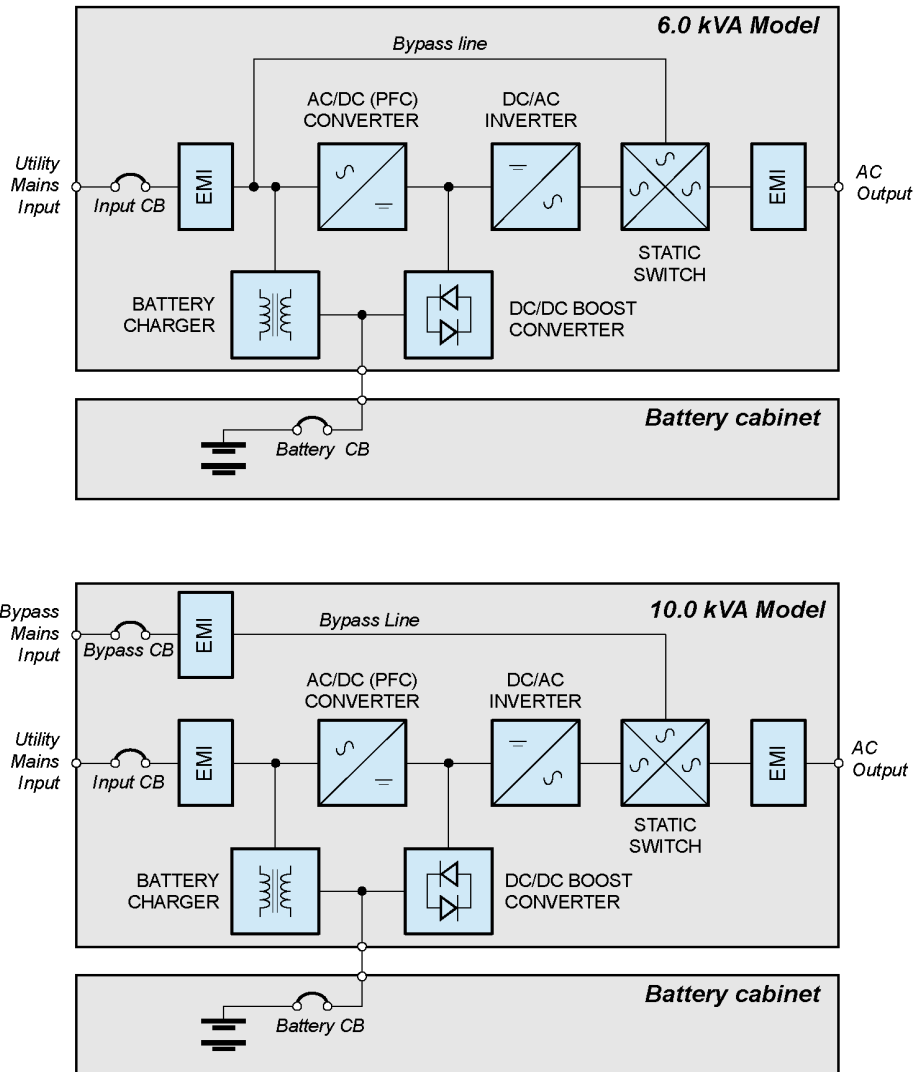 6.0 kVA Model
Bypass line
AC/DC (PFC)
CONVERTER
DC/AC
INVERTER
Utility
Mains
Input
Input CB
EMI
EMI
AC
Output
STATIC
SWITCH
BATTERY
CHARGER
DC/DC BOOST
CONVERTER
Battery cabinet
Battery CB
10.0 kVA Model
Bypass
Mains
Input
Bypass CB
EMI
Bypass Line
AC/DC (PFC)
CONVERTER
DC/AC
INVERTER
Utility
Mains
Input
Input CB
EMI
EMI
AC
Output
STATIC
SWITCH
BATTERY
CHARGER
DC/DC BOOST
CONVERTER
Battery cabinet
Battery CB